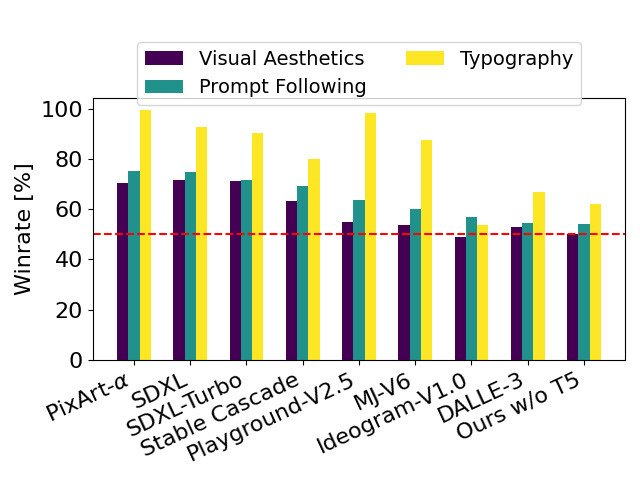 Visual Aesthetics
Prompt Following
Typography
Winrate [%]
100
80
60
40
20
0
PixArt-α
SDXL
SDXL-Turbo
Stable Cascade
Playground-V2.5
MJ-V6
Ideogram-V1.0
DALLE-3
Ours w/o T5